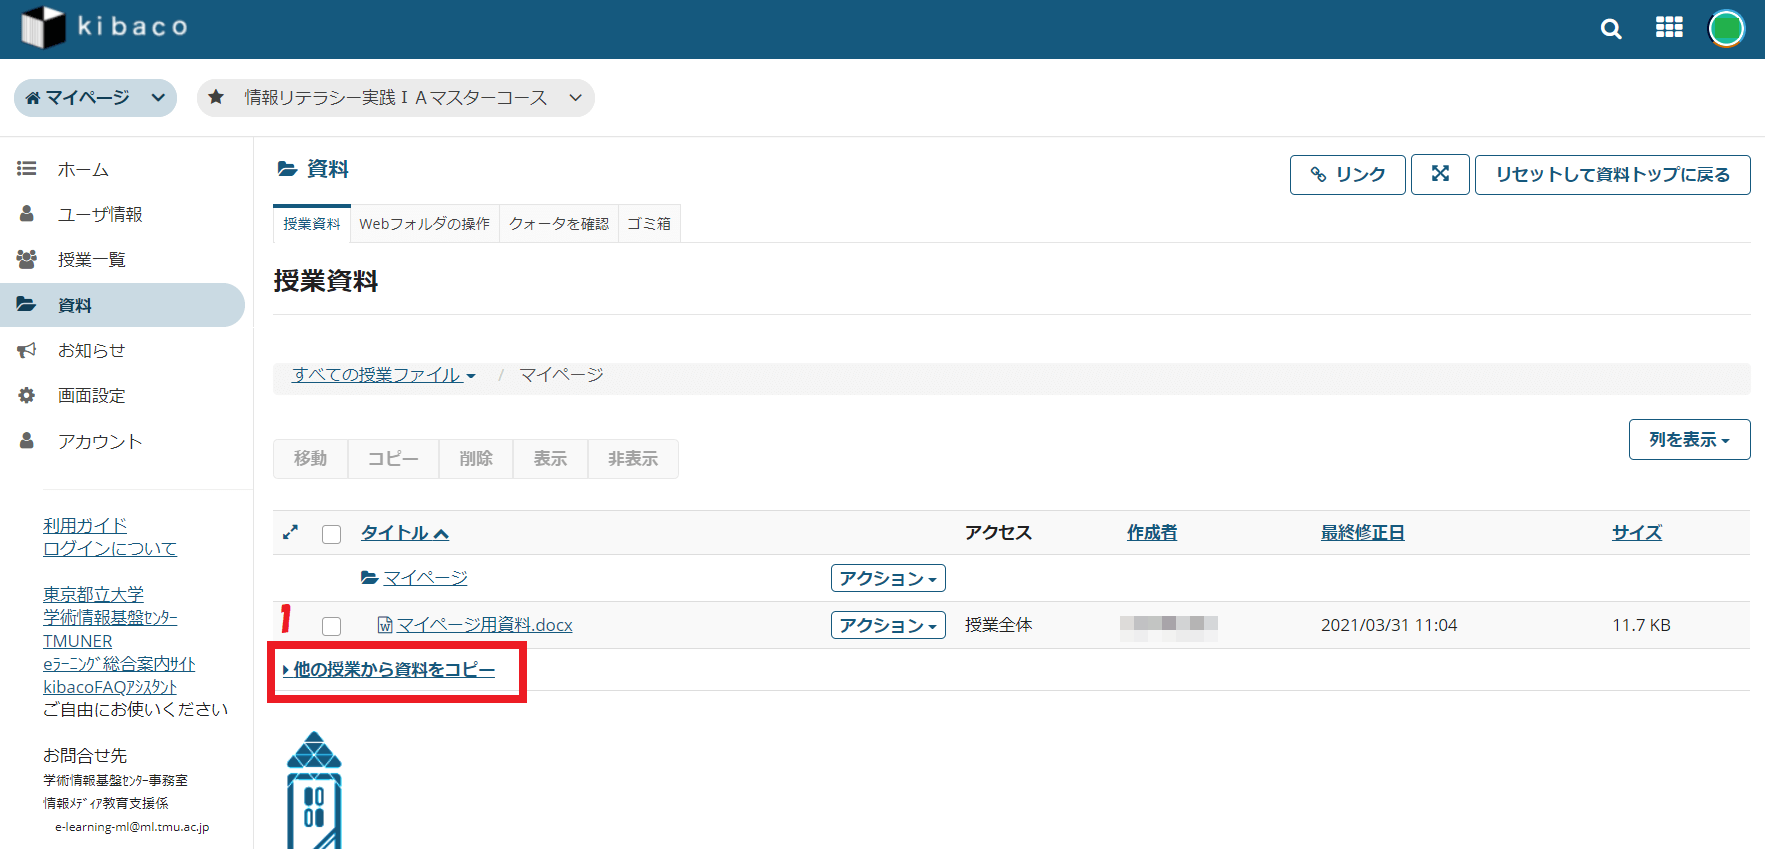 kibaco
マイページ
情報リテラシー実践ⅠAマスターコース
ホーム
ユーザ情報
授業一覧
資料
お知らせ
画面設定
アカウント
利用ガイド
ログインについて
東京都立大学
学術情報基盤ｾﾝﾀｰ
TMUNER
eﾗｰﾆﾝｸﾞ総合案内ｻｲﾄ
kibacoFAQｱｼｽﾀﾝﾄ
ご自由にお使いください
お問合せ先
学術情報基盤ｾﾝﾀｰ事務室
情報ﾒﾃﾞｨｱ教育支援係
e-learning-ml@ml.tmu.ac.jp
資料
リンク
リセットして資料トップに戻る
授業資料 Webフォルダの操作 クォータを確認 ゴミ箱
授業資料
すべての授業ファイル / マイページ
列を表示
移動 コピー 削除 表示 非表示
タイトル アクセス 作成者 最終修正日 サイズ
マイページ アクション
1
マイページ用資料.docx アクション 授業全体 2021/03/31 11:04 11.7 KB
他の授業から資料をコピー